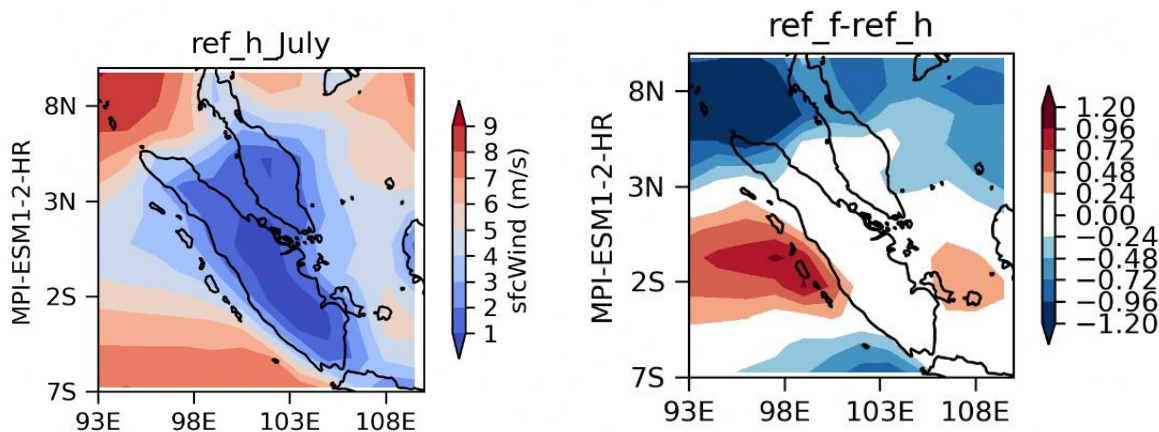 ref_h_July
MPI-ESM1-2-HR
8N
3N
2S
7S
93E 98E 103E 108E
9
8
7
6
5
4
3
2
1
sfcWind (m/s)
ref_f-ref_h
MPI-ESM1-2-HR
8N
3N
2S
7S
93E 98E 103E 108E
1.20
0.96
0.72
0.48
0.24
0.00
−0.24
−0.48
−0.72
−0.96
−1.20